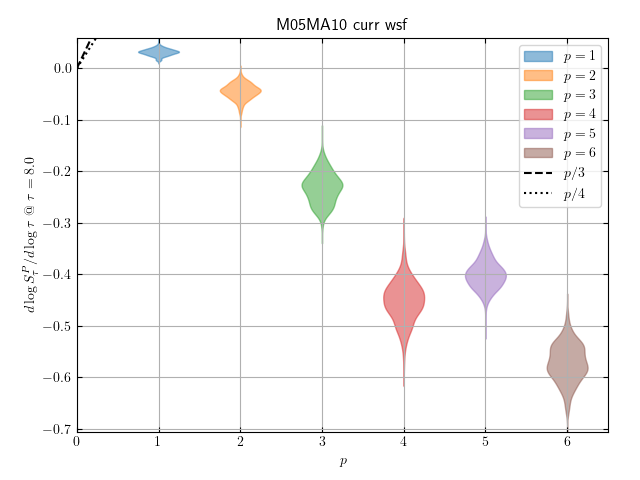 M05MA10 curr wsf
d log S_τ^P / d log τ @ τ = 8.0
0.0
−0.1
−0.2
−0.3
−0.4
−0.5
−0.6
−0.7
p = 1
p = 2
p = 3
p = 4
p = 5
p = 6
p/3
p/4
0 1 2 3 4 5 6
p